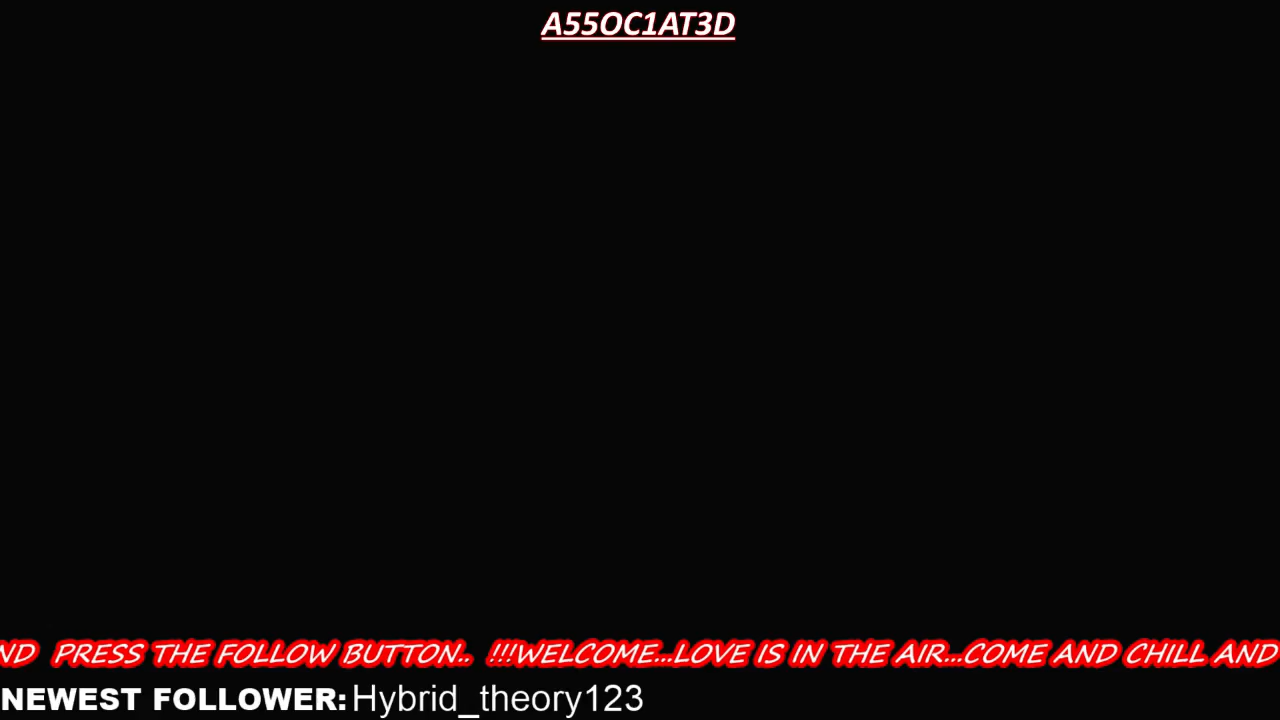 A55OC1AT3D
ND PRESS THE FOLLOW BUTTON.. !!!WELCOME...LOVE IS IN THE AIR...COME AND CHILL AND
NEWEST FOLLOWER: Hybrid_theory123